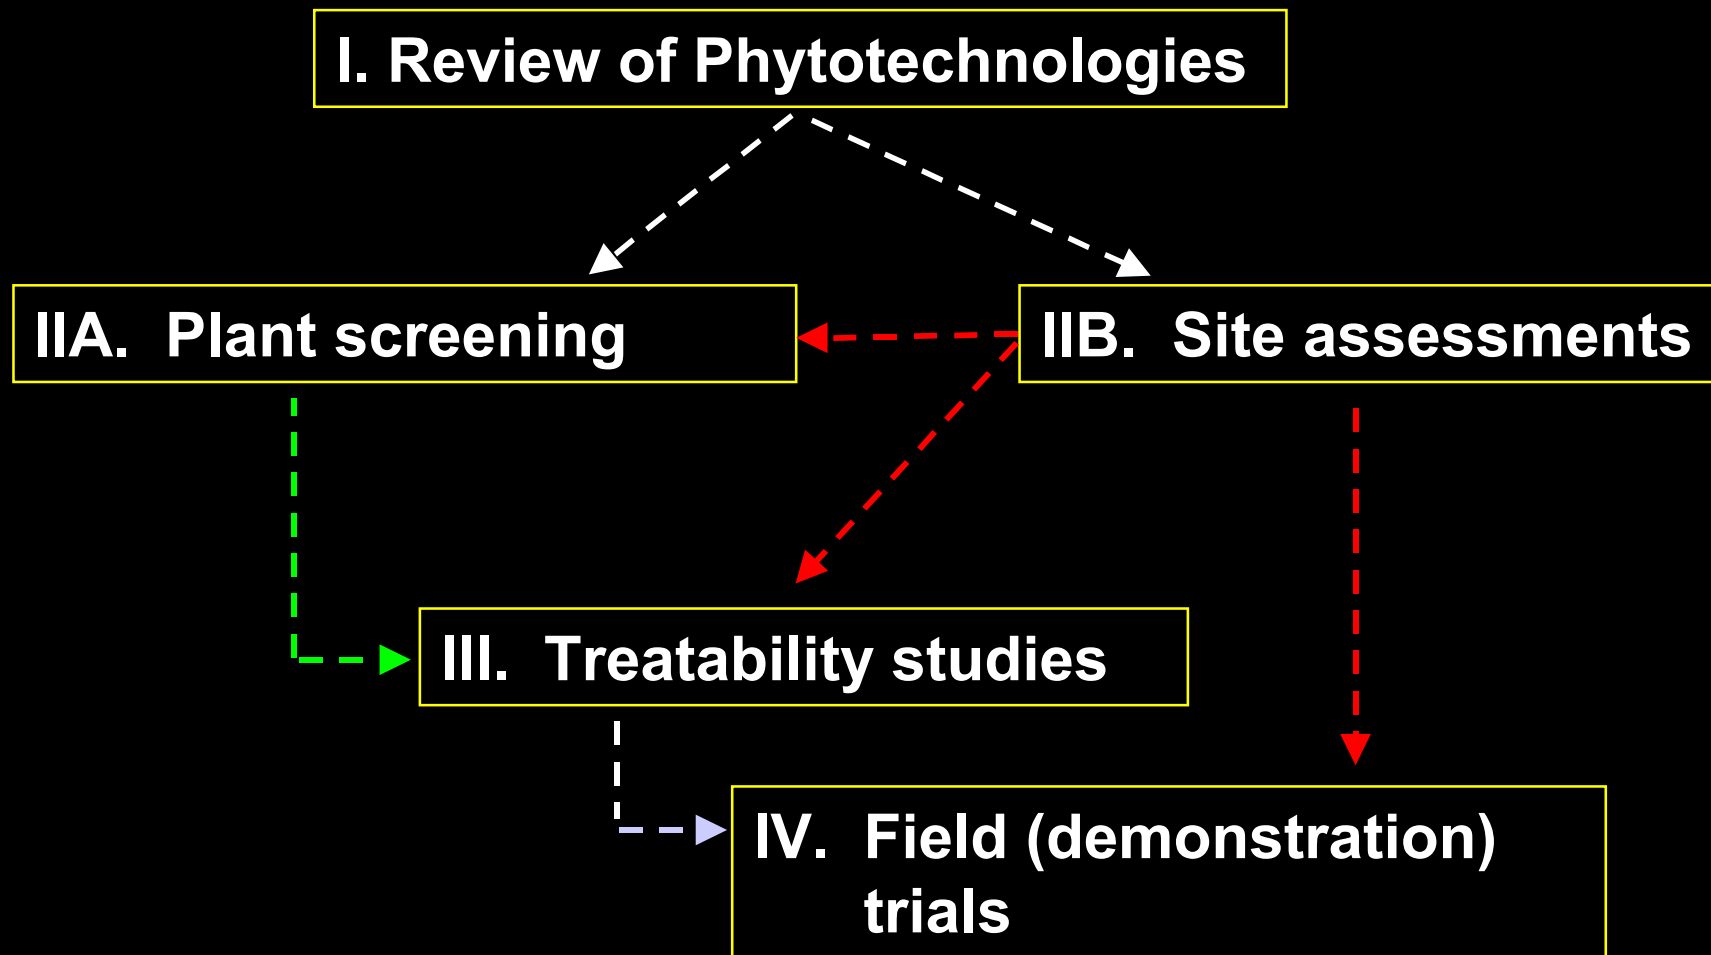 I. Review of Phytotechnologies
IIA. Plant screening
IIB. Site assessments
III. Treatability studies
IV. Field (demonstration)
trials